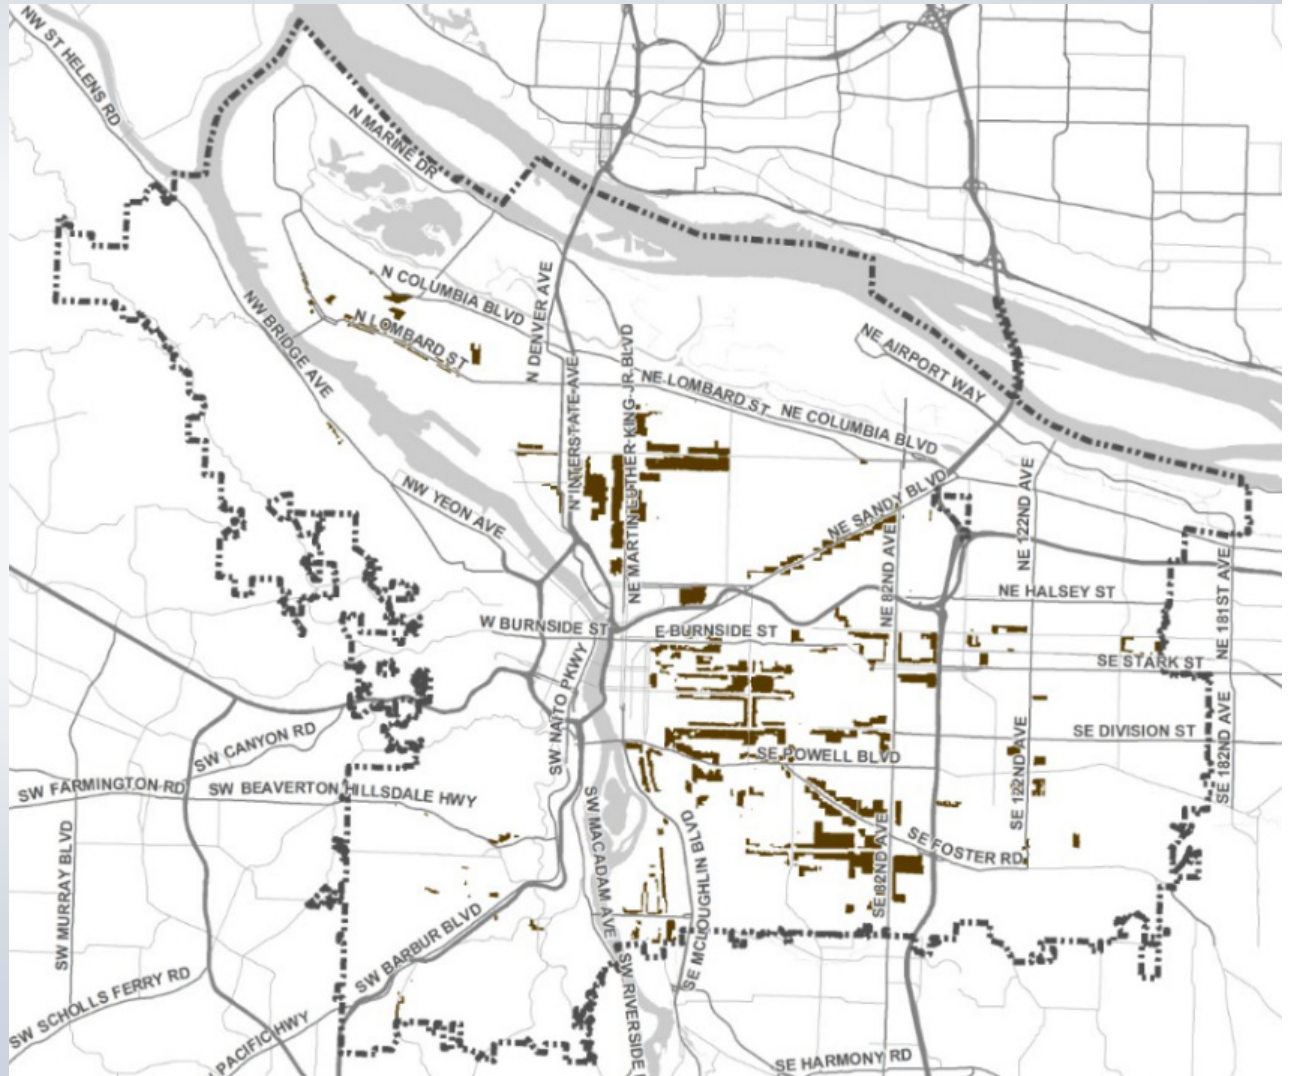 NW ST HELENS RD
N MARINE DR
N COLUMBIA BLVD
N DENVER AVE
N LOMBARD ST
NW BRIDGE AVE
NE AIRPORT WAY
N INTERSTATE AVE
NE MARTIN LUTHER KING JR BLVD
NE LOMBARD ST
NE COLUMBIA BLVD
NE SANDY BLVD
NE 122ND AVE
NW YEON AVE
NE 82ND AVE
NE HALSEY ST
NE 181ST AVE
W BURNSIDE ST
E BURNSIDE ST
SE STARK ST
SW NAITO PKWY
SW CANYON RD
SE DIVISION ST
SE POWELL BLVD
SE 122ND AVE
SE 182ND AVE
SW FARMINGTON RD
SW BEAVERTON HILLSDALE HWY
SW MACADAM AVE
SE MCLOUGHLIN BLVD
SE 82ND AVE
SE FOSTER RD
SW MURRAY BLVD
SW BARBUR BLVD
SW SCHOLLS FERRY RD
PACIFIC HWY
SW RIVERSIDE
SE HARMONY RD